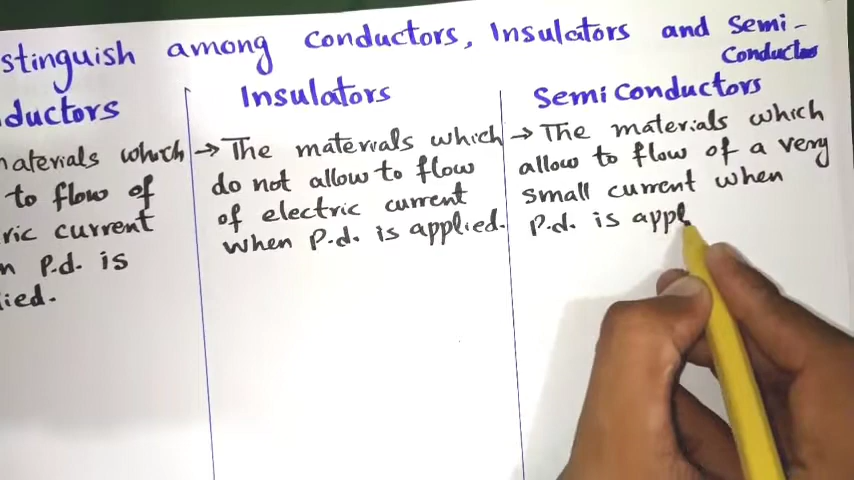 stinguish among conductors, Insulators and Semi-
Conductors
ductors
materials which
to flow of
ric current
n P.d. is
lied.
Insulators
→ The materials which
do not allow to flow
of electric current
when P.d. is applied.
Semi Conductors
→ The materials which
allow to flow of a very
small current when
P.d. is appl